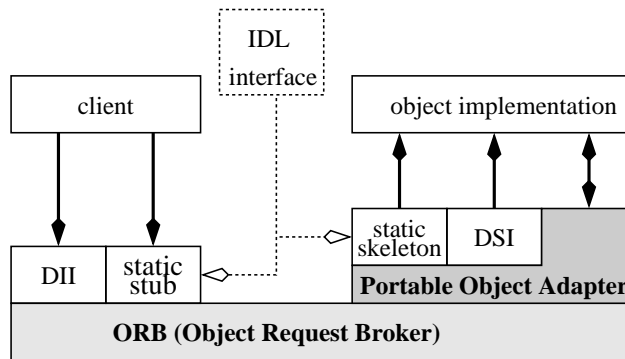 IDL
interface
client
object implementation
static
skeleton
DSI
DII
static
stub
Portable Object Adapter
ORB (Object Request Broker)